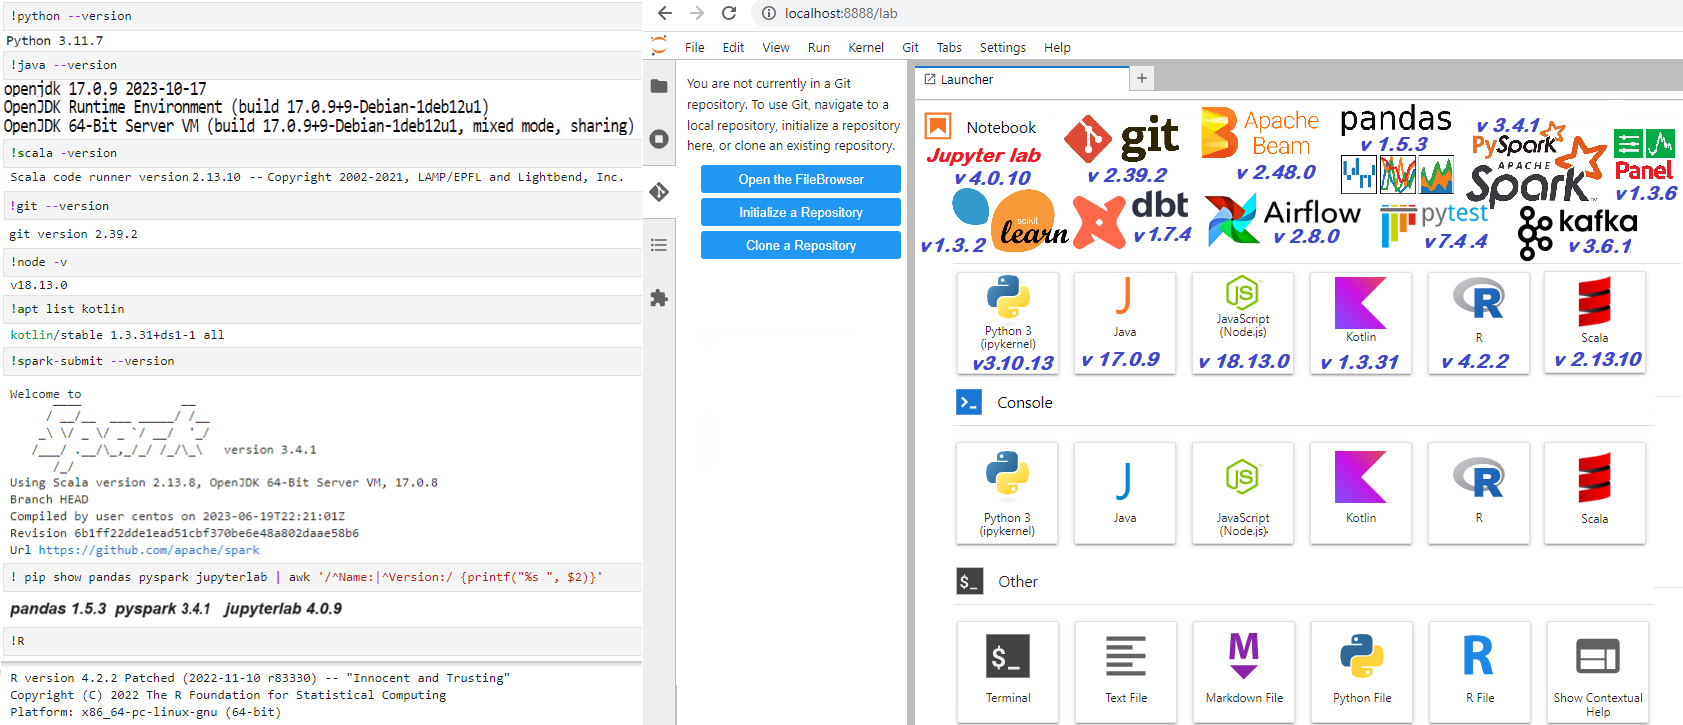 !python --version
Python 3.11.7
!java --version
openjdk 17.0.9 2023-10-17
OpenJDK Runtime Environment (build 17.0.9+9-Debian-1deb12u1)
OpenJDK 64-Bit Server VM (build 17.0.9+9-Debian-1deb12u1, mixed mode, sharing)
!scala -version
Scala code runner version 2.13.10 -- Copyright 2002-2021, LAMP/EPFL and Lightbend, Inc.
!git --version
git version 2.39.2
!node -v
v18.13.0
!apt list kotlin
kotlin/stable 1.3.31+ds1-1 all
!spark-submit --version
Welcome to
version 3.4.1
Using Scala version 2.13.8, OpenJDK 64-Bit Server VM, 17.0.8
Branch HEAD
Compiled by user centos on 2023-06-19T22:21:01Z
Revision 6b1ff22dde1ead51cbf370be6e48a802daae58b6
Url https://github.com/apache/spark
! pip show pandas pyspark jupyterlab | awk '/^Name:|^Version:/ {printf("%s ", $2)}'
pandas 1.5.3 pyspark 3.4.1 jupyterlab 4.0.9
!R
R version 4.2.2 Patched (2022-11-10 r83330) -- "Innocent and Trusting"
Copyright (C) 2022 The R Foundation for Statistical Computing
Platform: x86_64-pc-linux-gnu (64-bit)
localhost:8888/lab
File Edit View Run Kernel Git Tabs Settings Help
You are not currently in a Git
repository. To use Git, navigate to a
local repository, initialize a repository
here, or clone an existing repository.
Open the FileBrowser
Initialize a Repository
Clone a Repository
Launcher
Notebook
Jupyter lab
v 4.0.10
git
v 2.39.2
Apache
Beam
v 2.48.0
pandas
v 1.5.3
v 3.4.1
PySpark
APACHE
Spark
Panel
v 1.3.6
scikit
learn
v 1.3.2
dbt
v 1.7.4
Airflow
v 2.8.0
pytest
v 7.4.4
kafka
v 3.6.1
Python 3
(ipykernel)
v3.10.13
J
Java
v 17.0.9
JS
JavaScript
(Node.js)
v 18.13.0
Kotlin
v 1.3.31
R
R
v 4.2.2
Scala
v 2.13.10
Console
Python 3
(ipykernel)
J
Java
JS
JavaScript
(Node.js)
Kotlin
R
R
Scala
$_
Other
$_
Terminal
Text File
M
Markdown File
Python File
R
R File
Show Contextual
Help